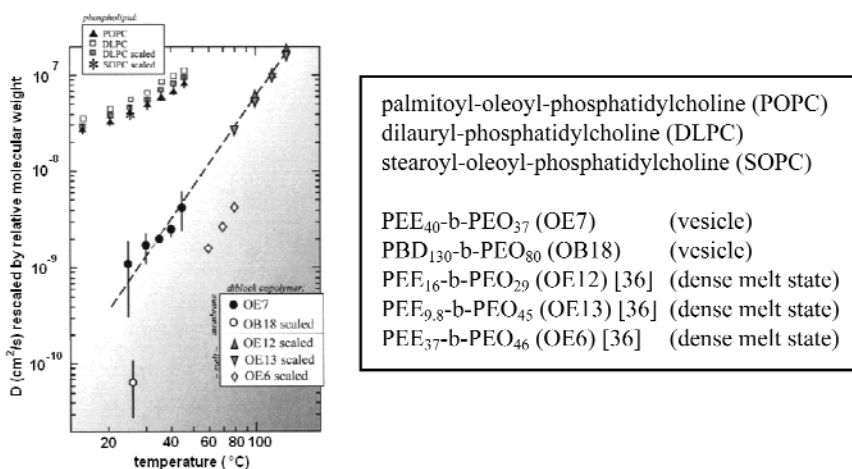 phospholipid:
POPC
DLPC
DLPC scaled
SOPC scaled
D (cm²/s) rescaled by relative molecular weight
10⁻⁷
10⁻⁸
10⁻⁹
10⁻¹⁰
diblock copolymer:
OE7
OB18 scaled
OE12 scaled
OE13 scaled
OE6 scaled
~ melt ~ membrane
20 40 60 80 100
temperature (°C)
palmitoyl-oleoyl-phosphatidylcholine (POPC)
dilauryl-phosphatidylcholine (DLPC)
stearoyl-oleoyl-phosphatidylcholine (SOPC)
PEE₄₀-b-PEO₃₇ (OE7) (vesicle)
PBD₁₃₀-b-PEO₈₀ (OB18) (vesicle)
PEE₁₆-b-PEO₂₉ (OE12) [36] (dense melt state)
PEE₉.₈-b-PEO₄₅ (OE13) [36] (dense melt state)
PEE₃₇-b-PEO₄₆ (OE6) [36] (dense melt state)